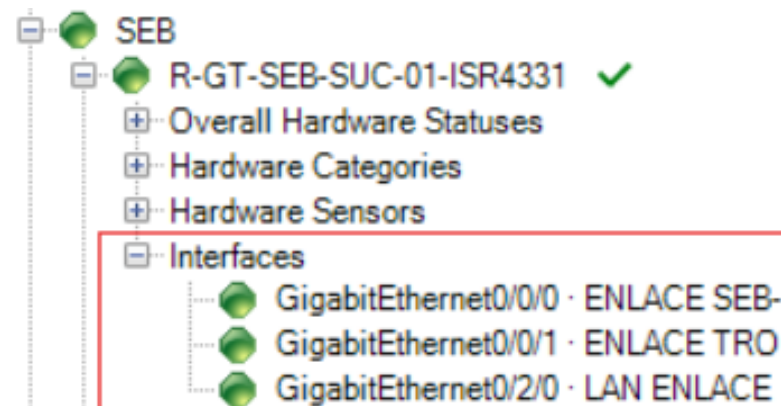 SEB
R-GT-SEB-SUC-01-ISR4331
Overall Hardware Statuses
Hardware Categories
Hardware Sensors
Interfaces
GigabitEthernet0/0/0 · ENLACE SEB-
GigabitEthernet0/0/1 · ENLACE TRO
GigabitEthernet0/2/0 · LAN ENLACE